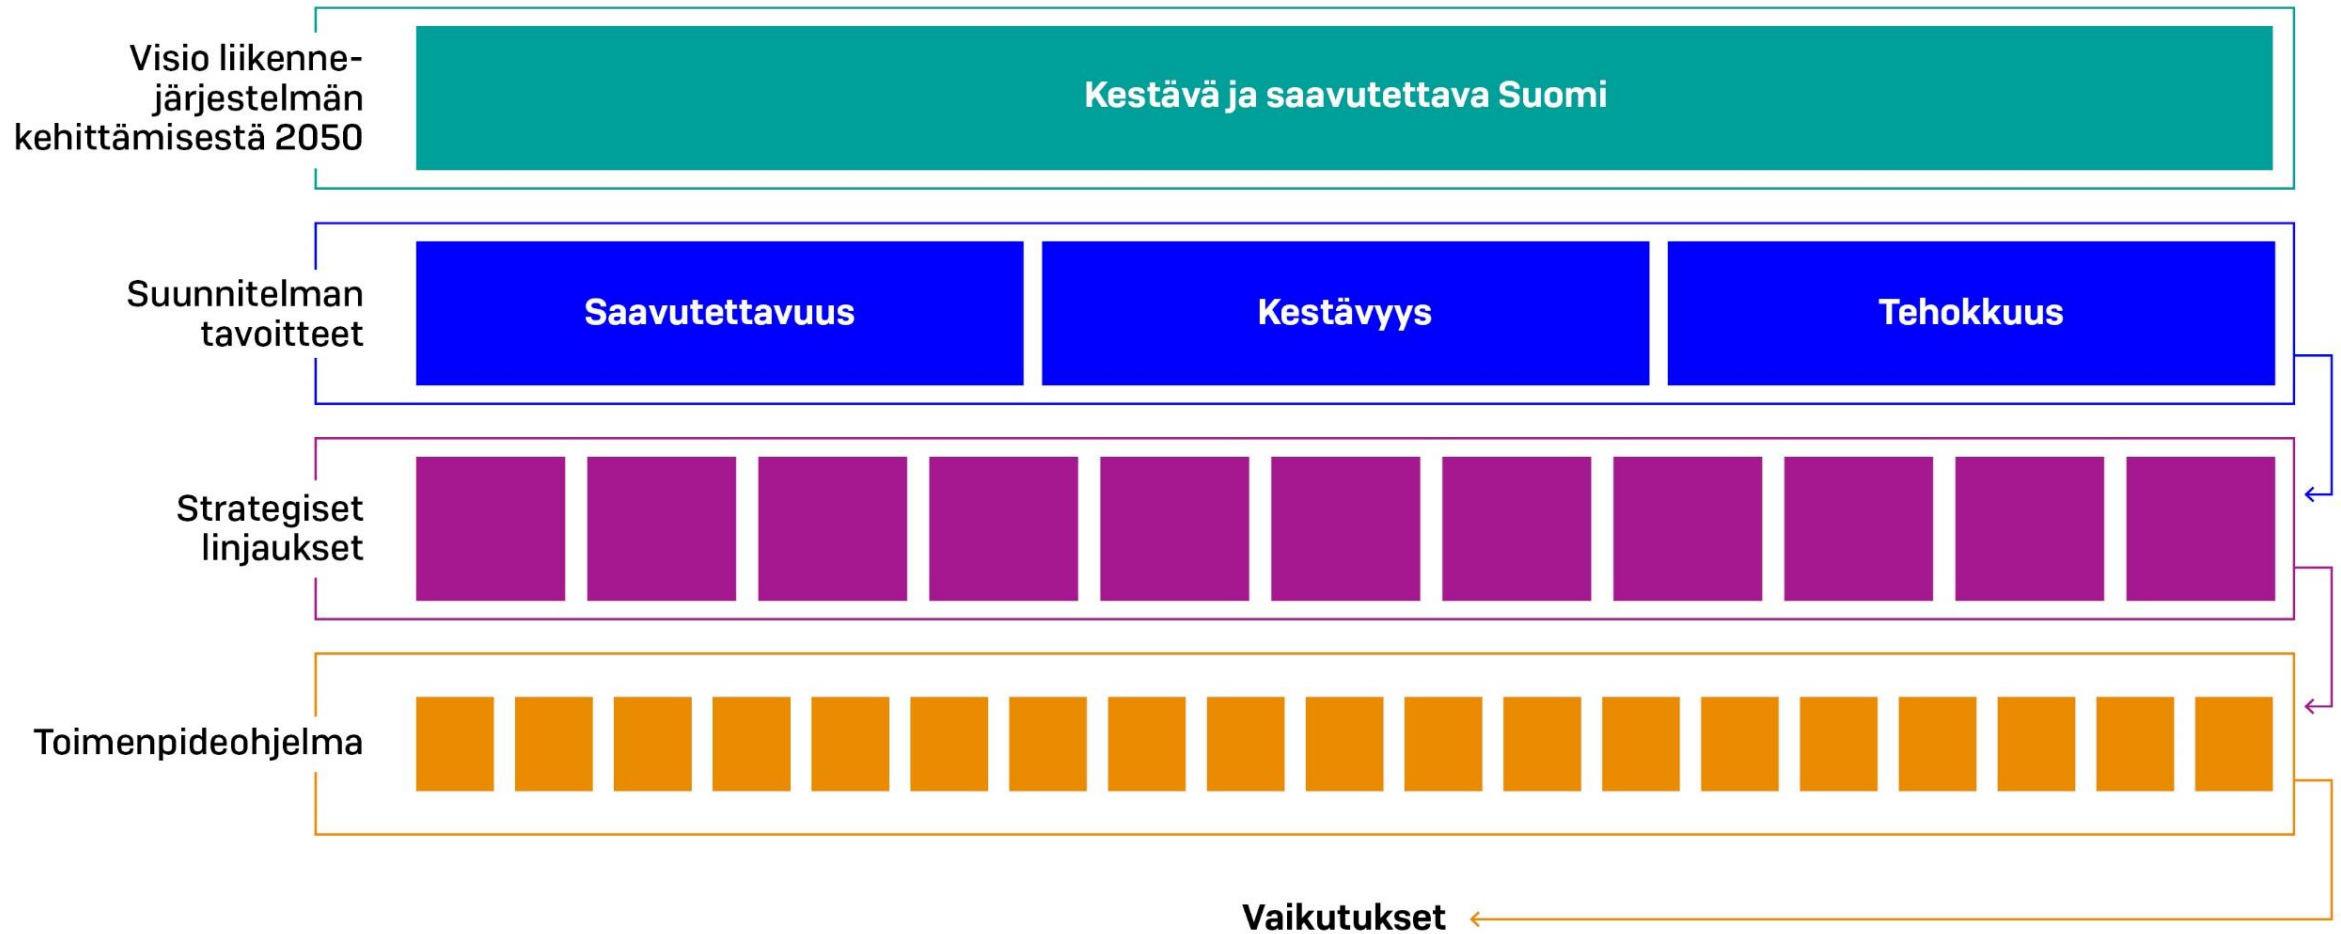 Visio liikenne-
järjestelmän
kehittämisestä 2050
Kestävä ja saavutettava Suomi
Suunnitelman
tavoitteet
Saavutettavuus
Kestävyys
Tehokkuus
Strategiset
linjaukset
Toimenpideohjelma
Vaikutukset